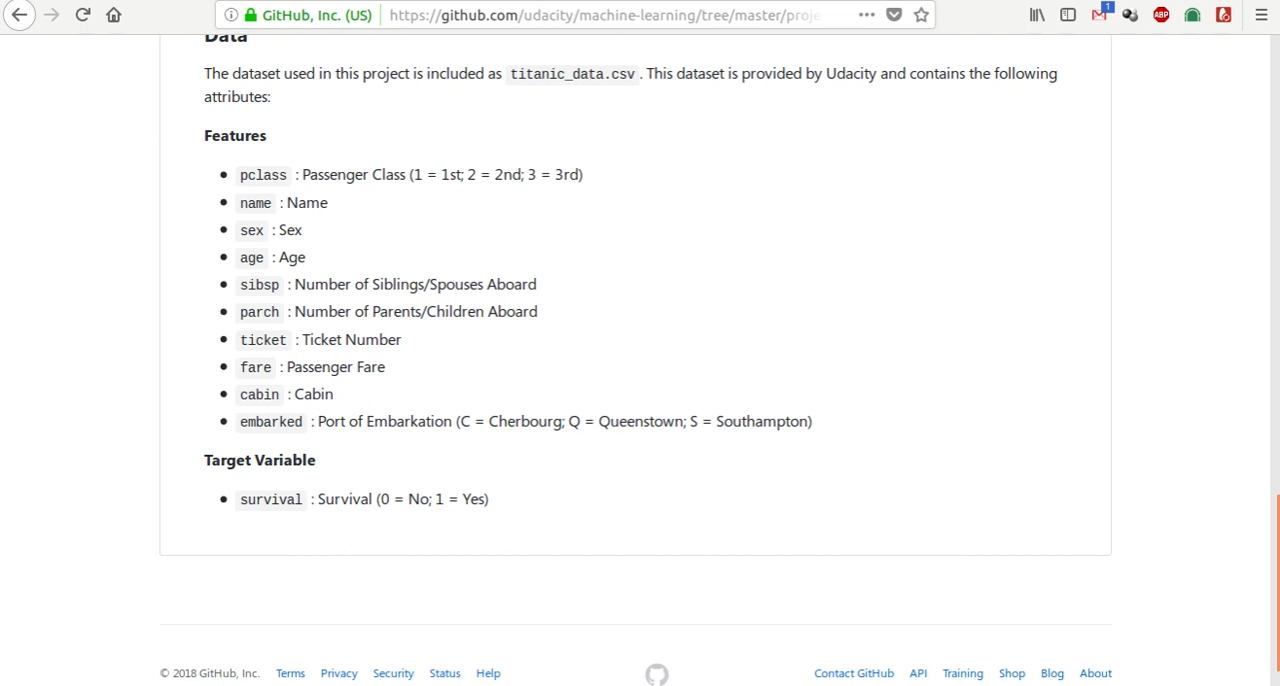 GitHub, Inc. (US) https://github.com/udacity/machine-learning/tree/master/proje
1
ABP
Data
The dataset used in this project is included as titanic_data.csv. This dataset is provided by Udacity and contains the following
attributes:
Features
pclass : Passenger Class (1 = 1st; 2 = 2nd; 3 = 3rd)
name : Name
sex : Sex
age : Age
sibsp : Number of Siblings/Spouses Aboard
parch : Number of Parents/Children Aboard
ticket : Ticket Number
fare : Passenger Fare
cabin : Cabin
embarked : Port of Embarkation (C = Cherbourg; Q = Queenstown; S = Southampton)
Target Variable
survival : Survival (0 = No; 1 = Yes)
© 2018 GitHub, Inc. Terms Privacy Security Status Help Contact GitHub API Training Shop Blog About